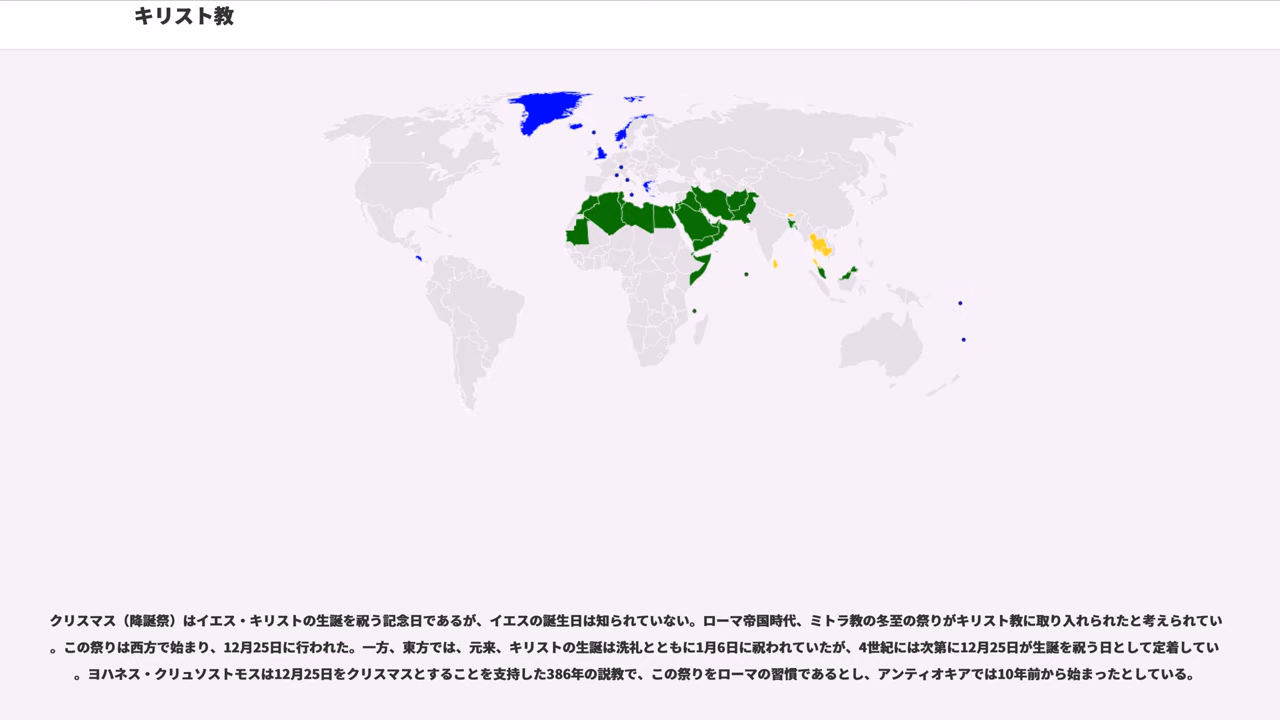 キリスト教
クリスマス（降誕祭）はイエス・キリストの生誕を祝う記念日であるが、イエスの誕生日は知られていない。ローマ帝国時代、ミトラ教の冬至の祭りがキリスト教に取り入れられたと考えられてい
。この祭りは西方で始まり、12月25日に行われた。一方、東方では、元来、キリストの生誕は洗礼とともに1月6日に祝われていたが、4世紀には次第に12月25日が生誕を祝う日として定着してい
。ヨハネス・クリュソストモスは12月25日をクリスマスとすることを支持した386年の説教で、この祭りをローマの習慣であるとし、アンティオキアでは10年前から始まったとしている。